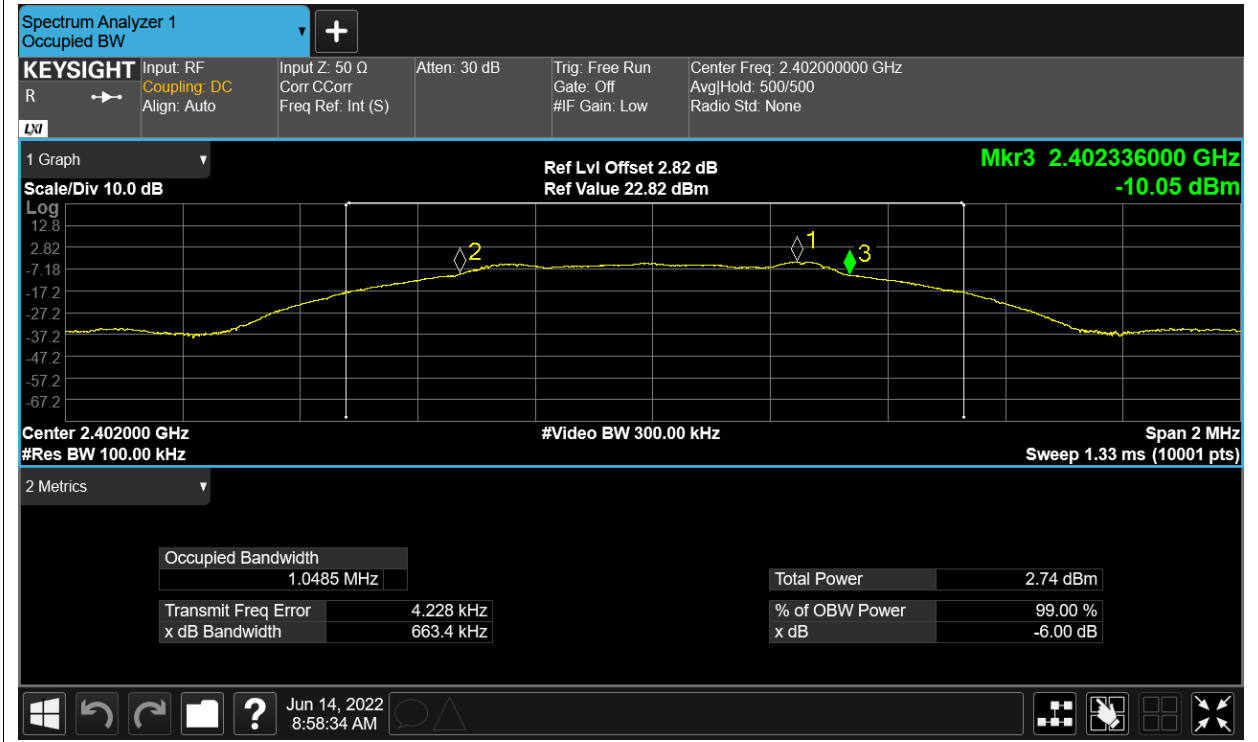 Spectrum Analyzer 1
Occupied BW
KEYSIGHT
R
LXI
Input: RF
Coupling: DC
Align: Auto
Input Z: 50 Ω
Corr CCorr
Freq Ref: Int (S)
Atten: 30 dB
Trig: Free Run
Gate: Off
#IF Gain: Low
Center Freq: 2.402000000 GHz
Avg|Hold: 500/500
Radio Std: None
1 Graph
Scale/Div 10.0 dB
Ref Lvl Offset 2.82 dB
Ref Value 22.82 dBm
Mkr3 2.402336000 GHz
-10.05 dBm
Log
12.8
2.82
-7.18
-17.2
-27.2
-37.2
-47.2
-57.2
-67.2
2
1
3
Center 2.402000 GHz
#Res BW 100.00 kHz
#Video BW 300.00 kHz
Span 2 MHz
Sweep 1.33 ms (10001 pts)
2 Metrics
Occupied Bandwidth
1.0485 MHz
Transmit Freq Error 4.228 kHz
x dB Bandwidth 663.4 kHz
Total Power 2.74 dBm
% of OBW Power 99.00 %
x dB -6.00 dB
?
Jun 14, 2022
8:58:34 AM